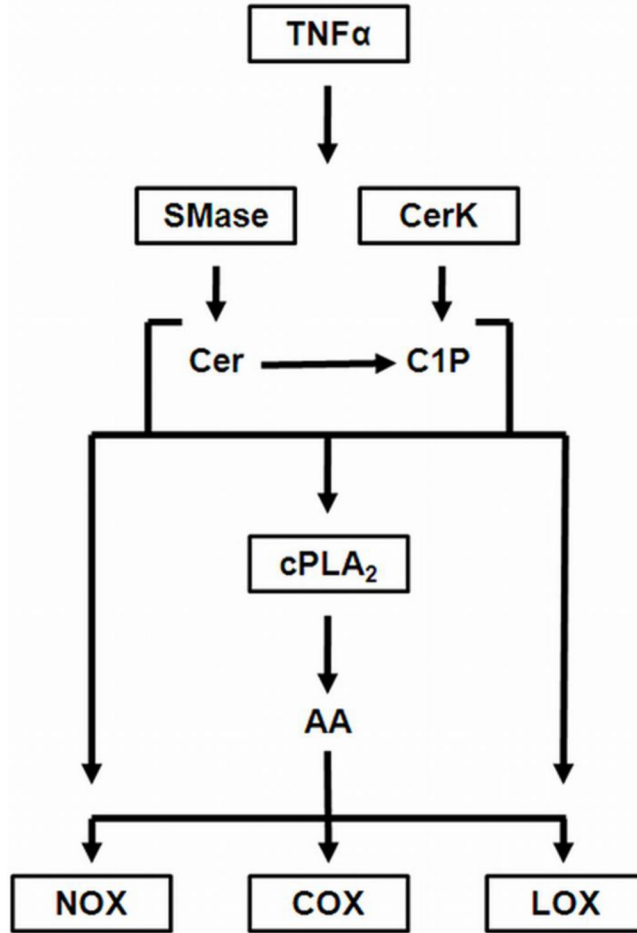 TNFα
SMase CerK
Cer C1P
cPLA₂
AA
NOX COX LOX